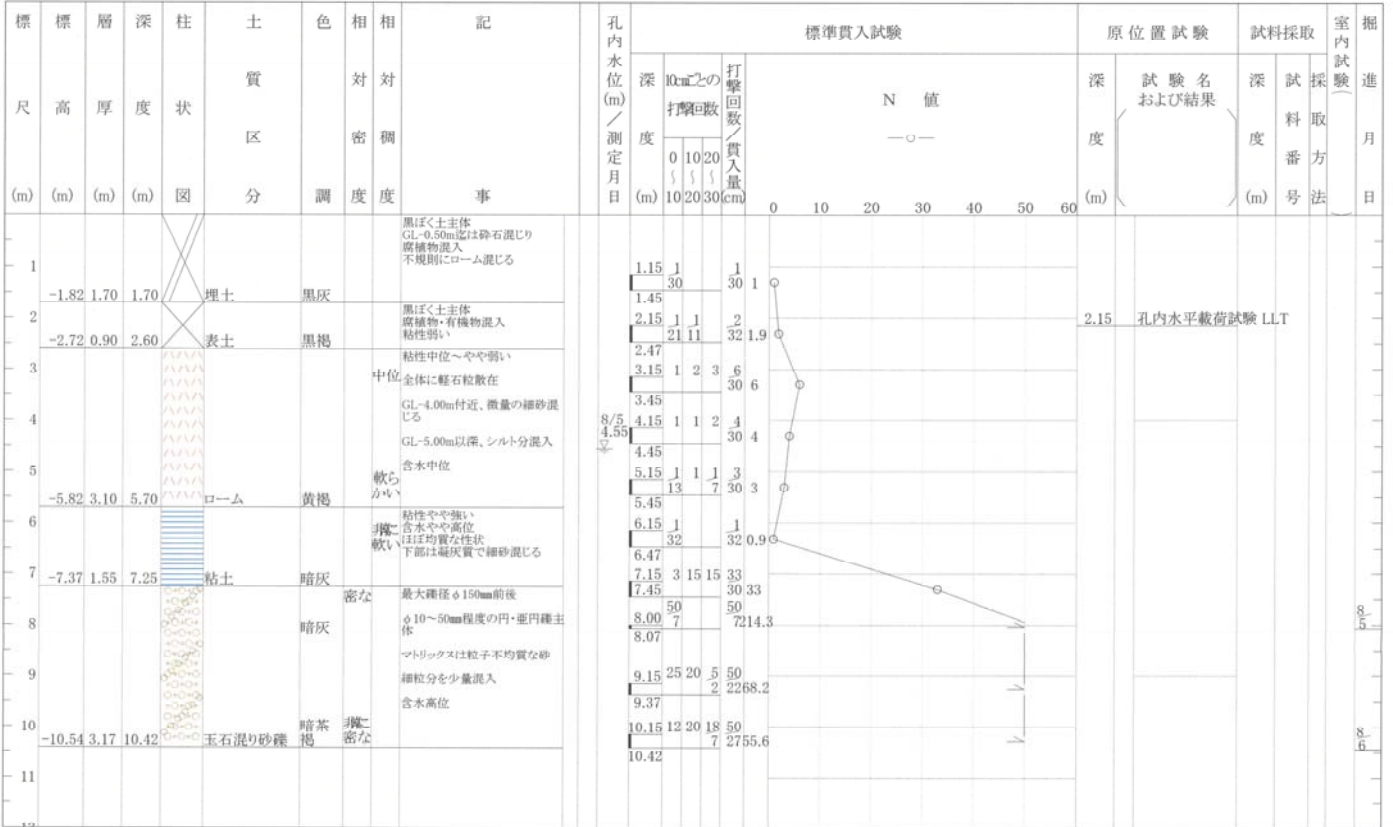 標尺(m)
標高(m)
層厚(m)
深度(m)
柱状図
土質区分
色調
相対密度
相対稠度
記事
孔内水位(m)/測定月日
標準貫入試験
深度(m)
10cmごとの打撃回数
0〜10
10〜20
20〜30
打撃回数/貫入量(cm)
N 値
0 10 20 30 40 50 60
原位置試験
深度(m)
試験名
および結果
試料採取
深度(m)
試料番号
採取方法
室内試験
掘進月日
1
-1.82 1.70 1.70 埋土 黒灰
黒ぼく土主体
GL-0.50m迄は砕石混じり
腐植物混入
不規則にローム混じる
1.15 1/30 1/30 1
1.45
2
-2.72 0.90 2.60 表土 黒褐
黒ぼく土主体
腐植物・有機物混入
粘性弱い
2.15 1/21 1/11 2/32 1.9
2.47
2.15 孔内水平載荷試験 LLT
3
4
5
-5.82 3.10 5.70 ローム 黄褐
中位
軟らかい
粘性中位〜やや弱い
全体に軽石粒散在
GL-4.00m付近、微量の細砂混じる
GL-5.00m以深、シルト分混入
含水中位
8/5
4.55
3.15 1 2 3 6/30 6
3.45
4.15 1 1 2 4/30 4
4.45
5.15 1/13 1 1/7 3/30 3
5.45
6
7
-7.37 1.55 7.25 粘土 暗灰
非常に軟い
粘性やや強い
含水やや高位
ほぼ均質な性状
下部は凝灰質で細砂混じる
6.15 1/32 1/32 0.9
6.47
7.15 3 15 15 33/30 33
7.45
8
9
10
-10.54 3.17 10.42 玉石混り砂礫
暗灰
暗茶褐
密な
非常に密な
最大礫径φ150mm前後
φ10〜50mm程度の円・亜円礫主体
マトリックスは粒子不均質な砂
細粒分を少量混入
含水高位
8.00 50/7 50/7 214.3
8.07
8/5
9.15 25 20 5/2 50/22 68.2
9.37
10.15 12 20 18/7 50/27 55.6
10.42
8/6
11